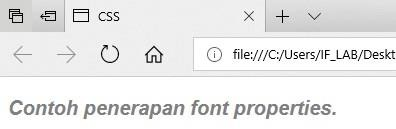 CSS
file:///C:/Users/IF_LAB/Deskt
Contoh penerapan font properties.